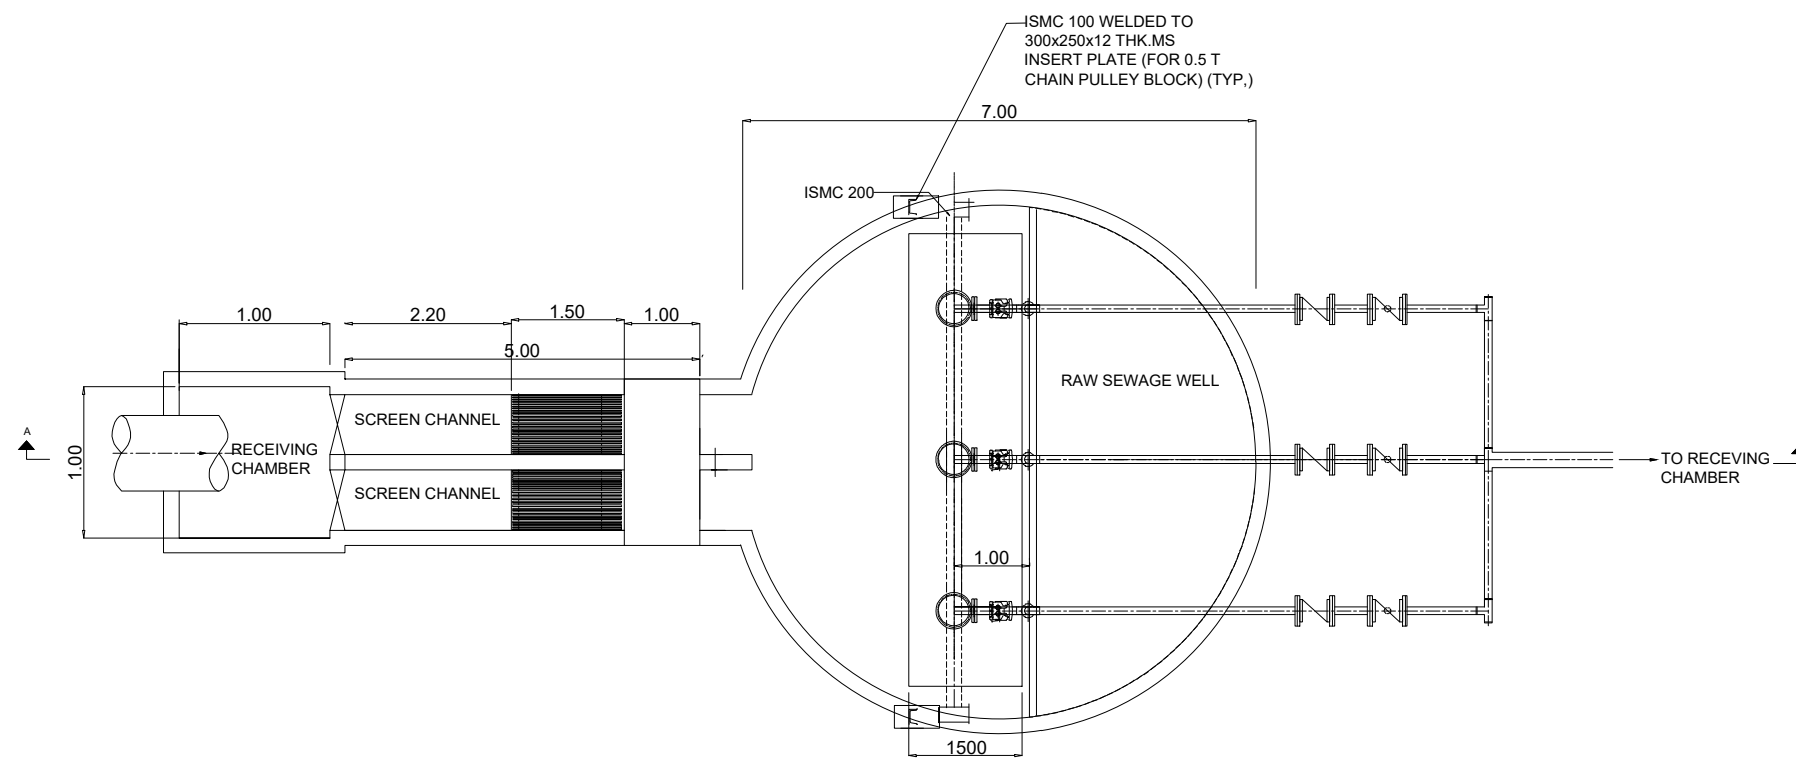 ISMC 100 WELDED TO
300x250x12 THK.MS
INSERT PLATE (FOR 0.5 T
CHAIN PULLEY BLOCK) (TYP,)
7.00
ISMC 200
1.00
2.20
1.50
1.00
5.00
RAW SEWAGE WELL
SCREEN CHANNEL
A
RECEIVING
CHAMBER
1.00
SCREEN CHANNEL
TO RECEVING
CHAMBER
1.00
1500